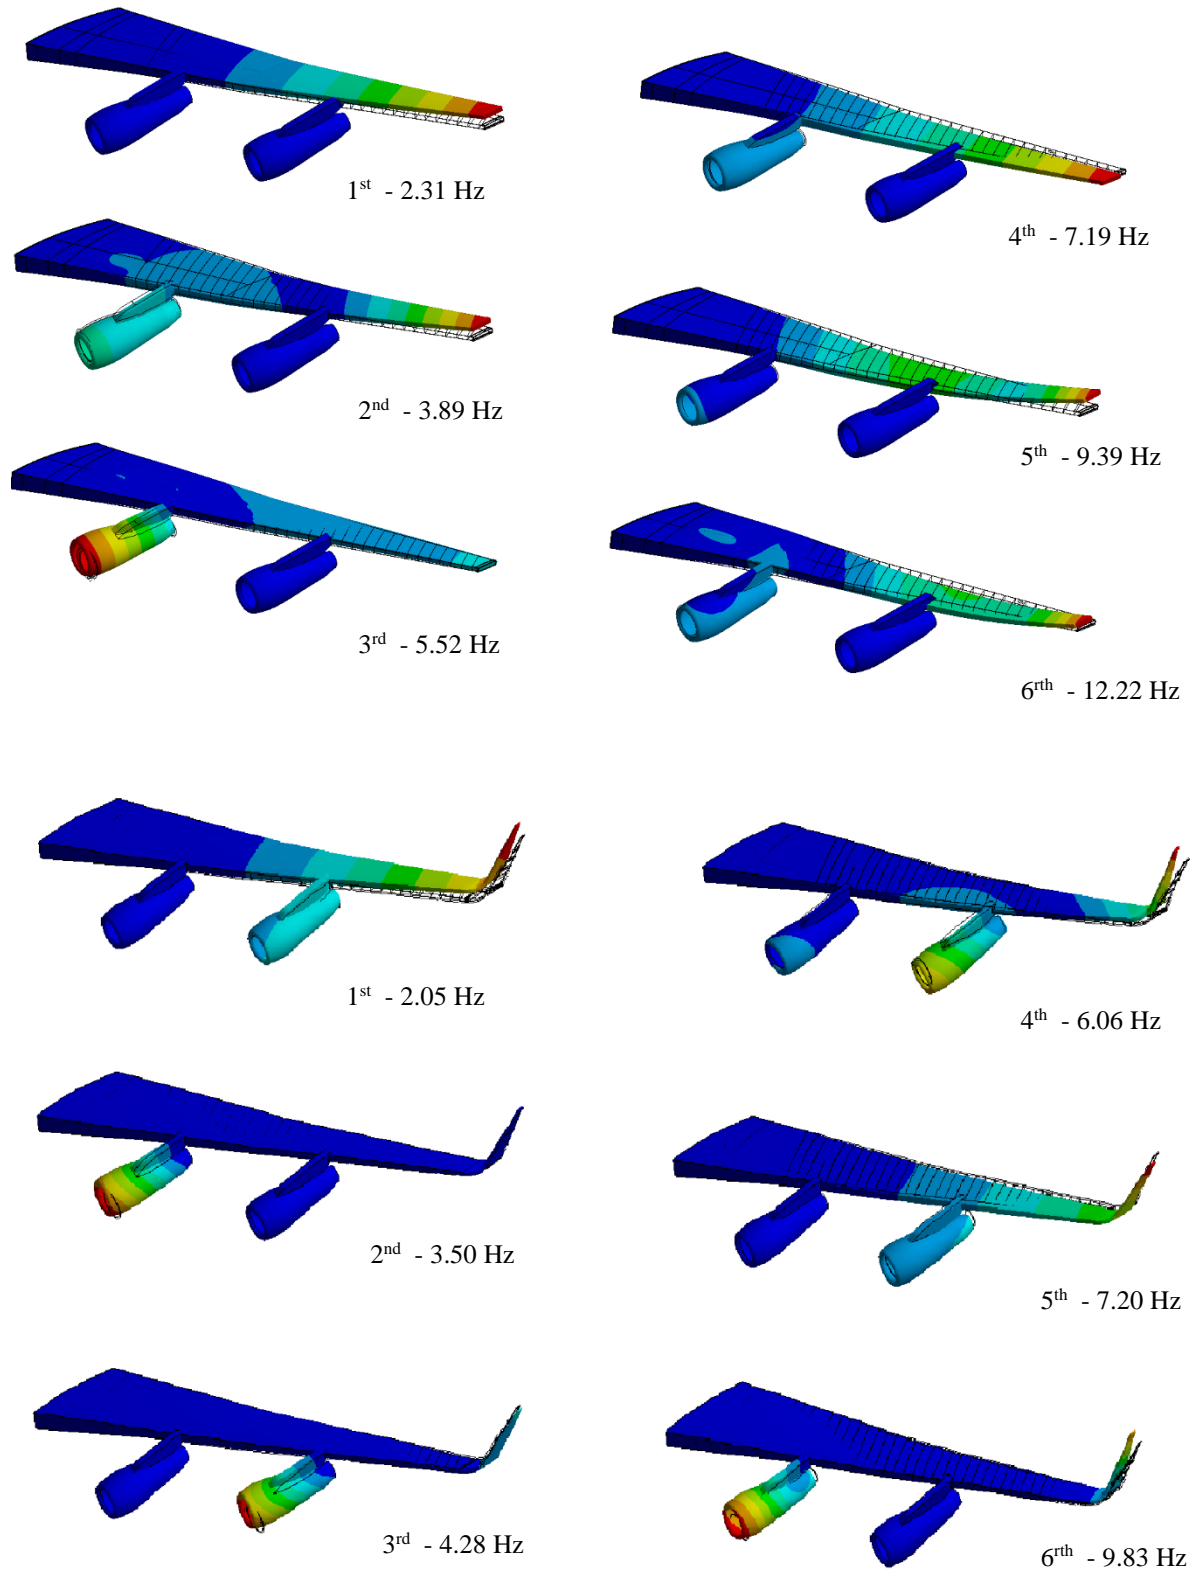 1st - 2.31 Hz
4th - 7.19 Hz
2nd - 3.89 Hz
5th - 9.39 Hz
3rd - 5.52 Hz
6rth - 12.22 Hz
1st - 2.05 Hz
4th - 6.06 Hz
2nd - 3.50 Hz
5th - 7.20 Hz
3rd - 4.28 Hz
6rth - 9.83 Hz